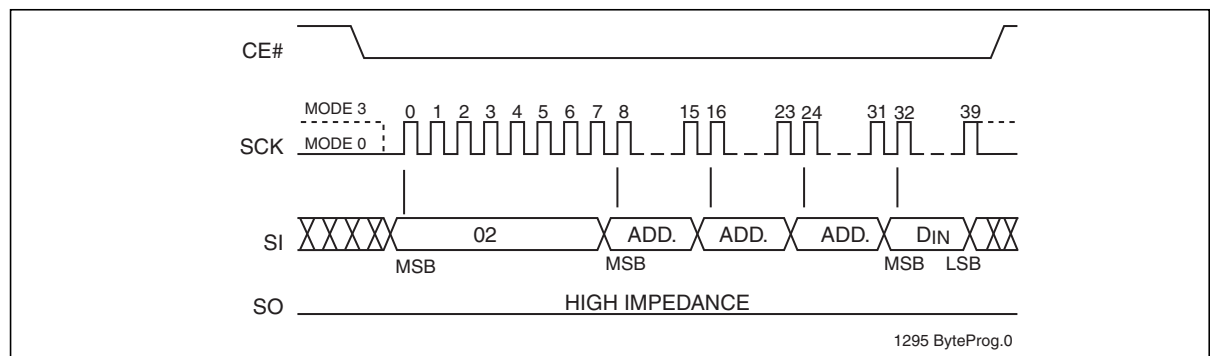 CE#
MODE 3
0 1 2 3 4 5 6 7 8 15 16 23 24 31 32 39
SCK
MODE 0
SI
02 ADD. ADD. ADD. DIN
MSB MSB MSB LSB
SO
HIGH IMPEDANCE
1295 ByteProg.0